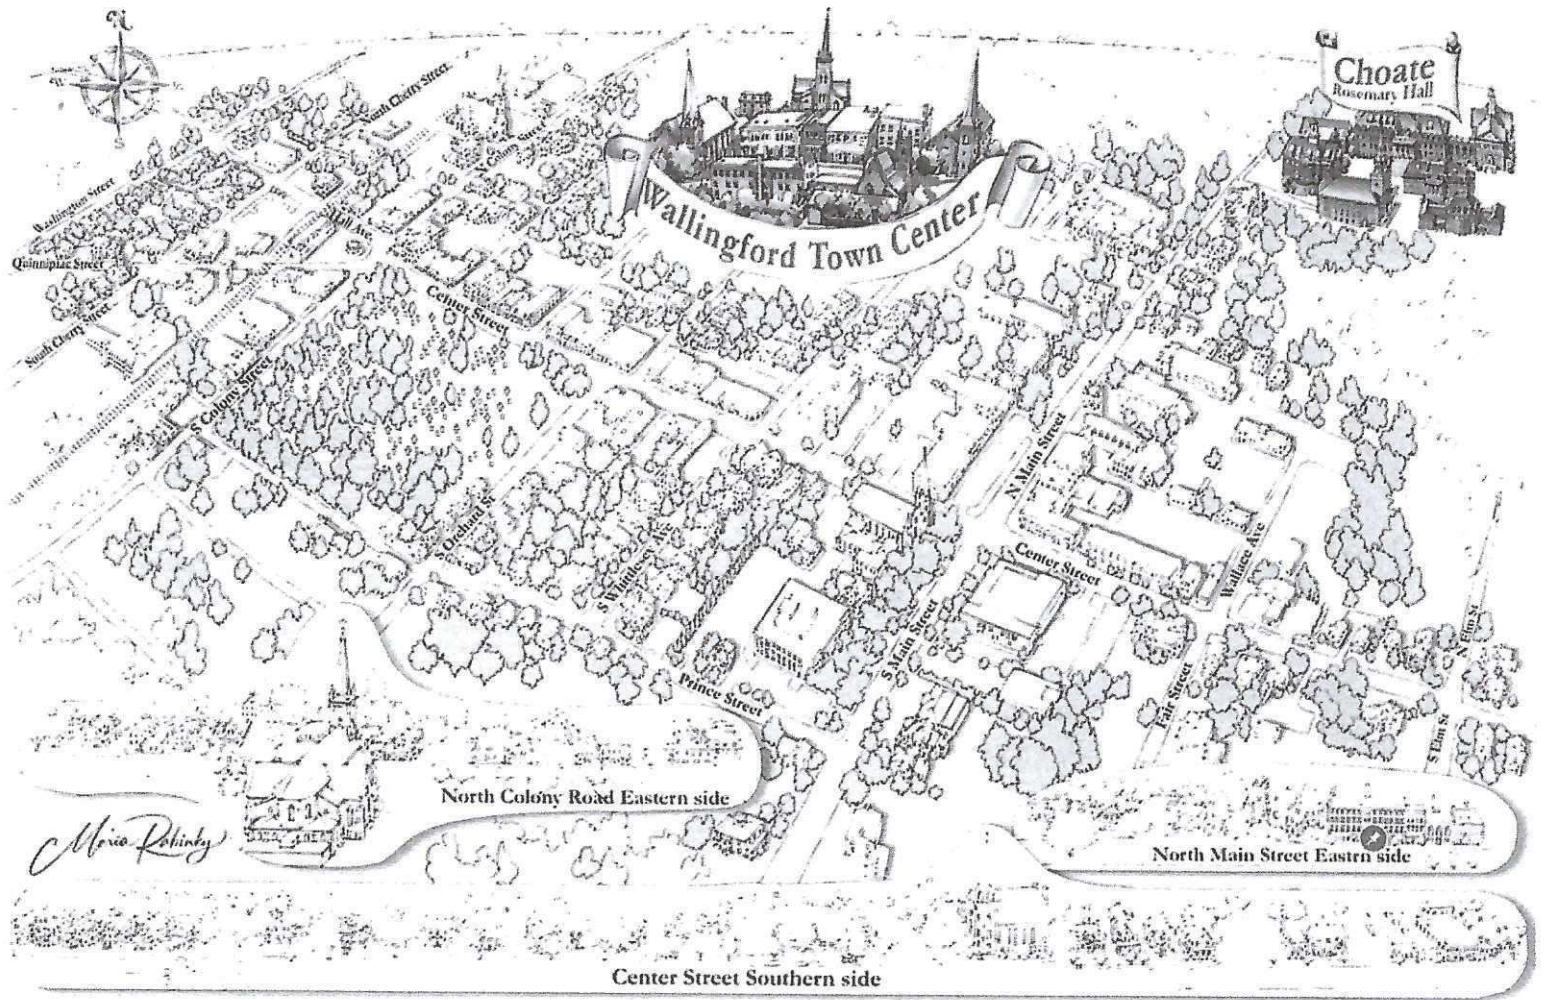 N
Choate
Rosemary Hall
Wallingford Town Center
North Cherry Street
Colony Street
Washington Street
Hall Ave
Quinnipiac Street
South Cherry Street
Center Street
S Colony Street
N Main Street
S Orchard St
S Whittlesey Ave
Center Street
Wallace Ave
S Main Street
N Elm St
Prince Street
Fair Street
S Elm St
North Colony Road Eastern side
North Main Street Eastrn side
Center Street Southern side